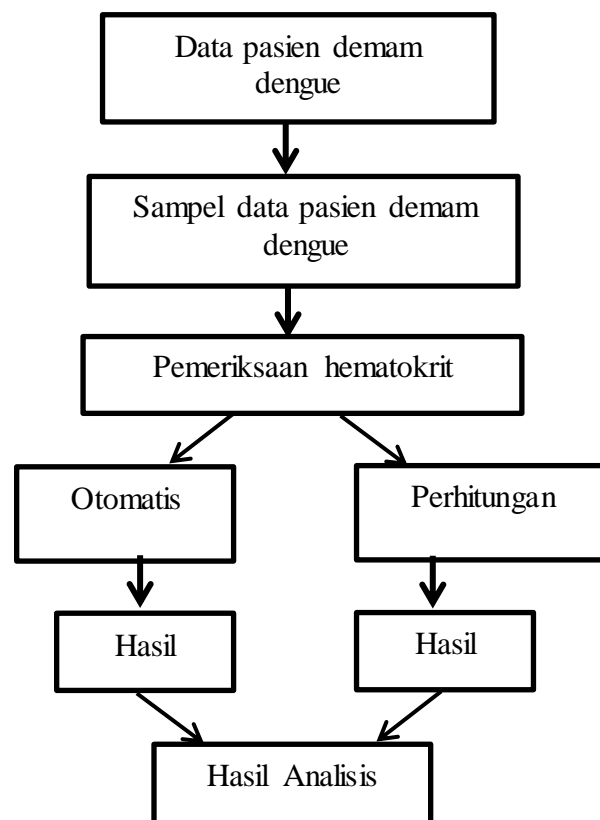 Data pasien demam
dengue
Sampel data pasien demam
dengue
Pemeriksaan hematokrit
Otomatis
Perhitungan
Hasil
Hasil
Hasil Analisis